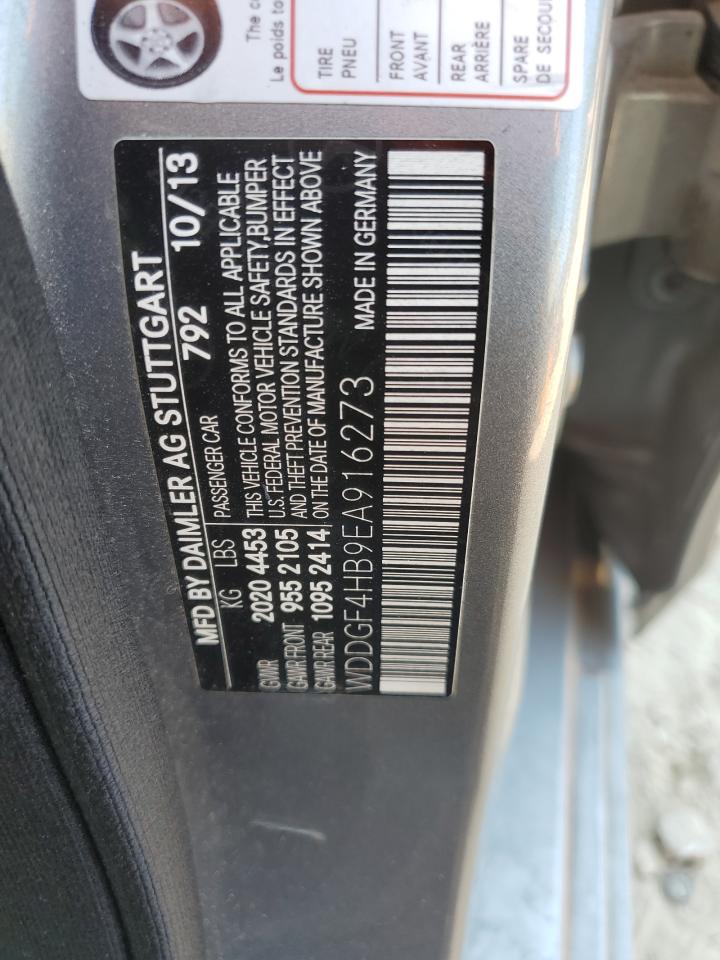 The co
Le poids to
TIRE
PNEU
FRONT
AVANT
REAR
ARRIÈRE
SPARE
DE SECOU
MFD BY DAIMLER AG STUTTGART
792 10/13
KG LBS PASSENGER CAR
GVWR 2020 4453 THIS VEHICLE CONFORMS TO ALL APPLICABLE
GAWR FRONT 955 2105 U.S. FEDERAL MOTOR VEHICLE SAFETY, BUMPER
GAWR REAR 1095 2414 AND THEFT PREVENTION STANDARDS IN EFFECT
ON THE DATE OF MANUFACTURE SHOWN ABOVE
WDDGF4HB9EA916273 MADE IN GERMANY